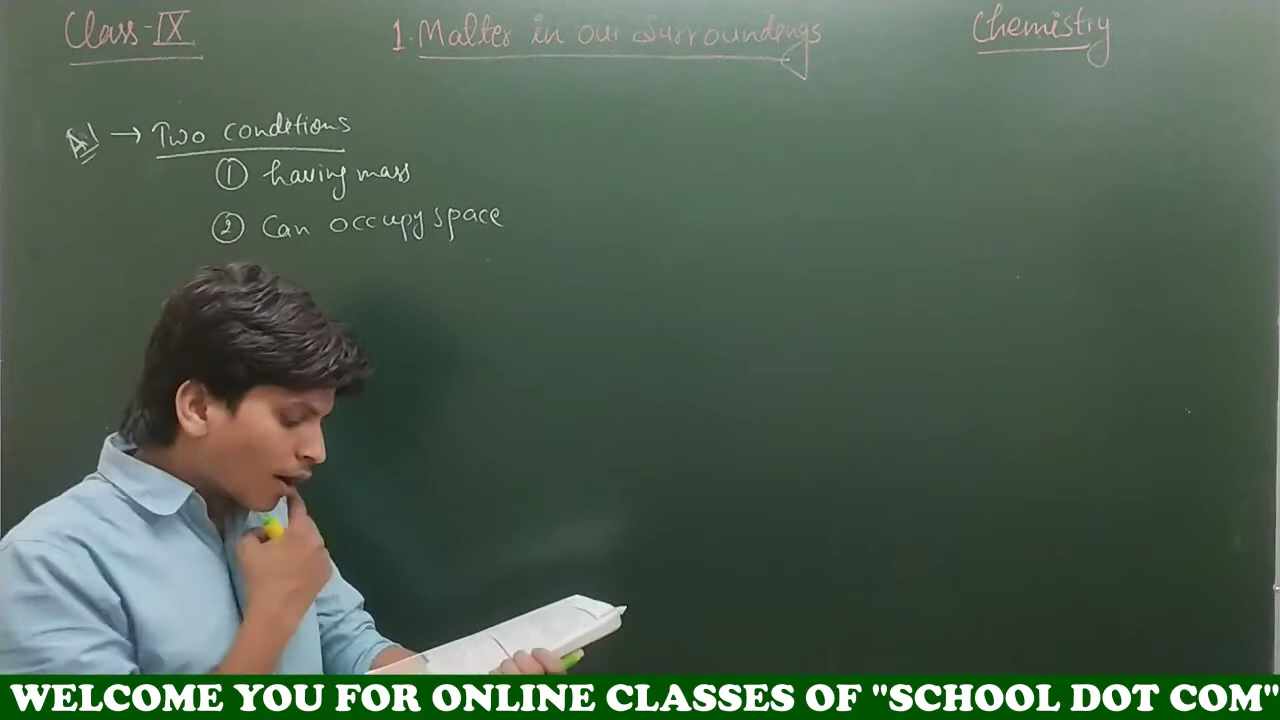 Class-IX
1. Matter in our Surroundings
Chemistry
A1 → Two conditions
① having mass
② Can occupy space
WELCOME YOU FOR ONLINE CLASSES OF "SCHOOL DOT COM"